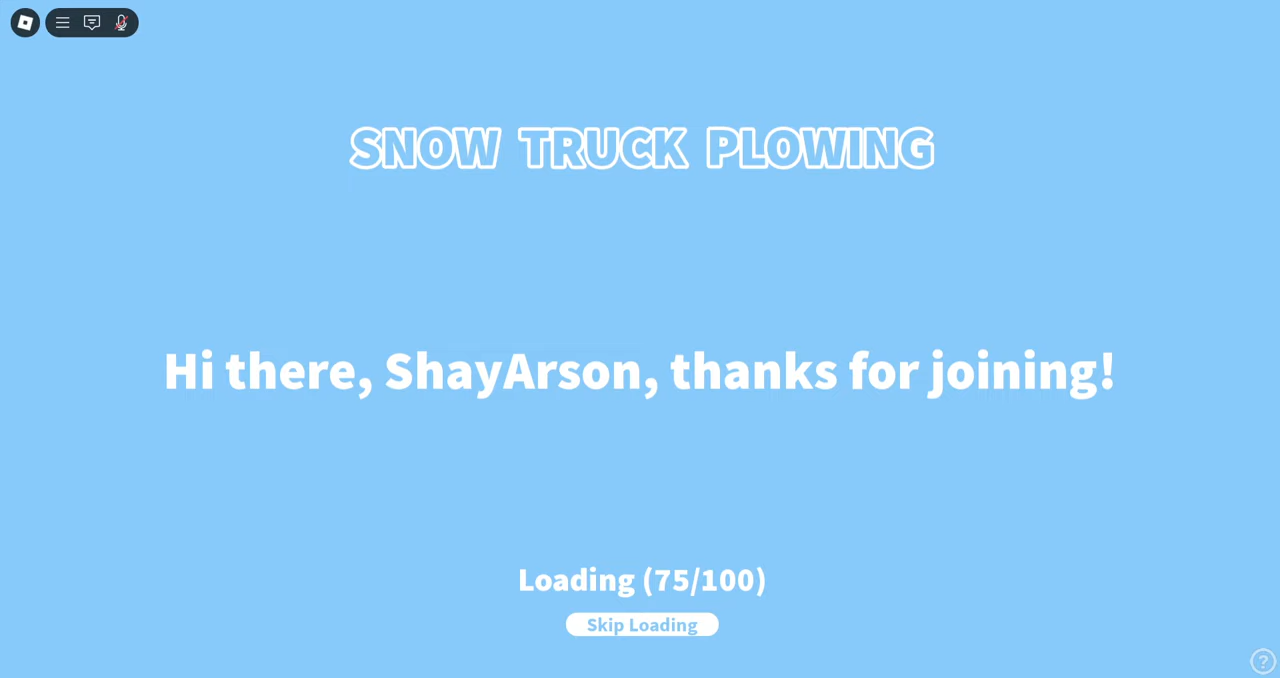 SNOW TRUCK PLOWING
Hi there, ShayArson, thanks for joining!
Loading (75/100)
Skip Loading
?